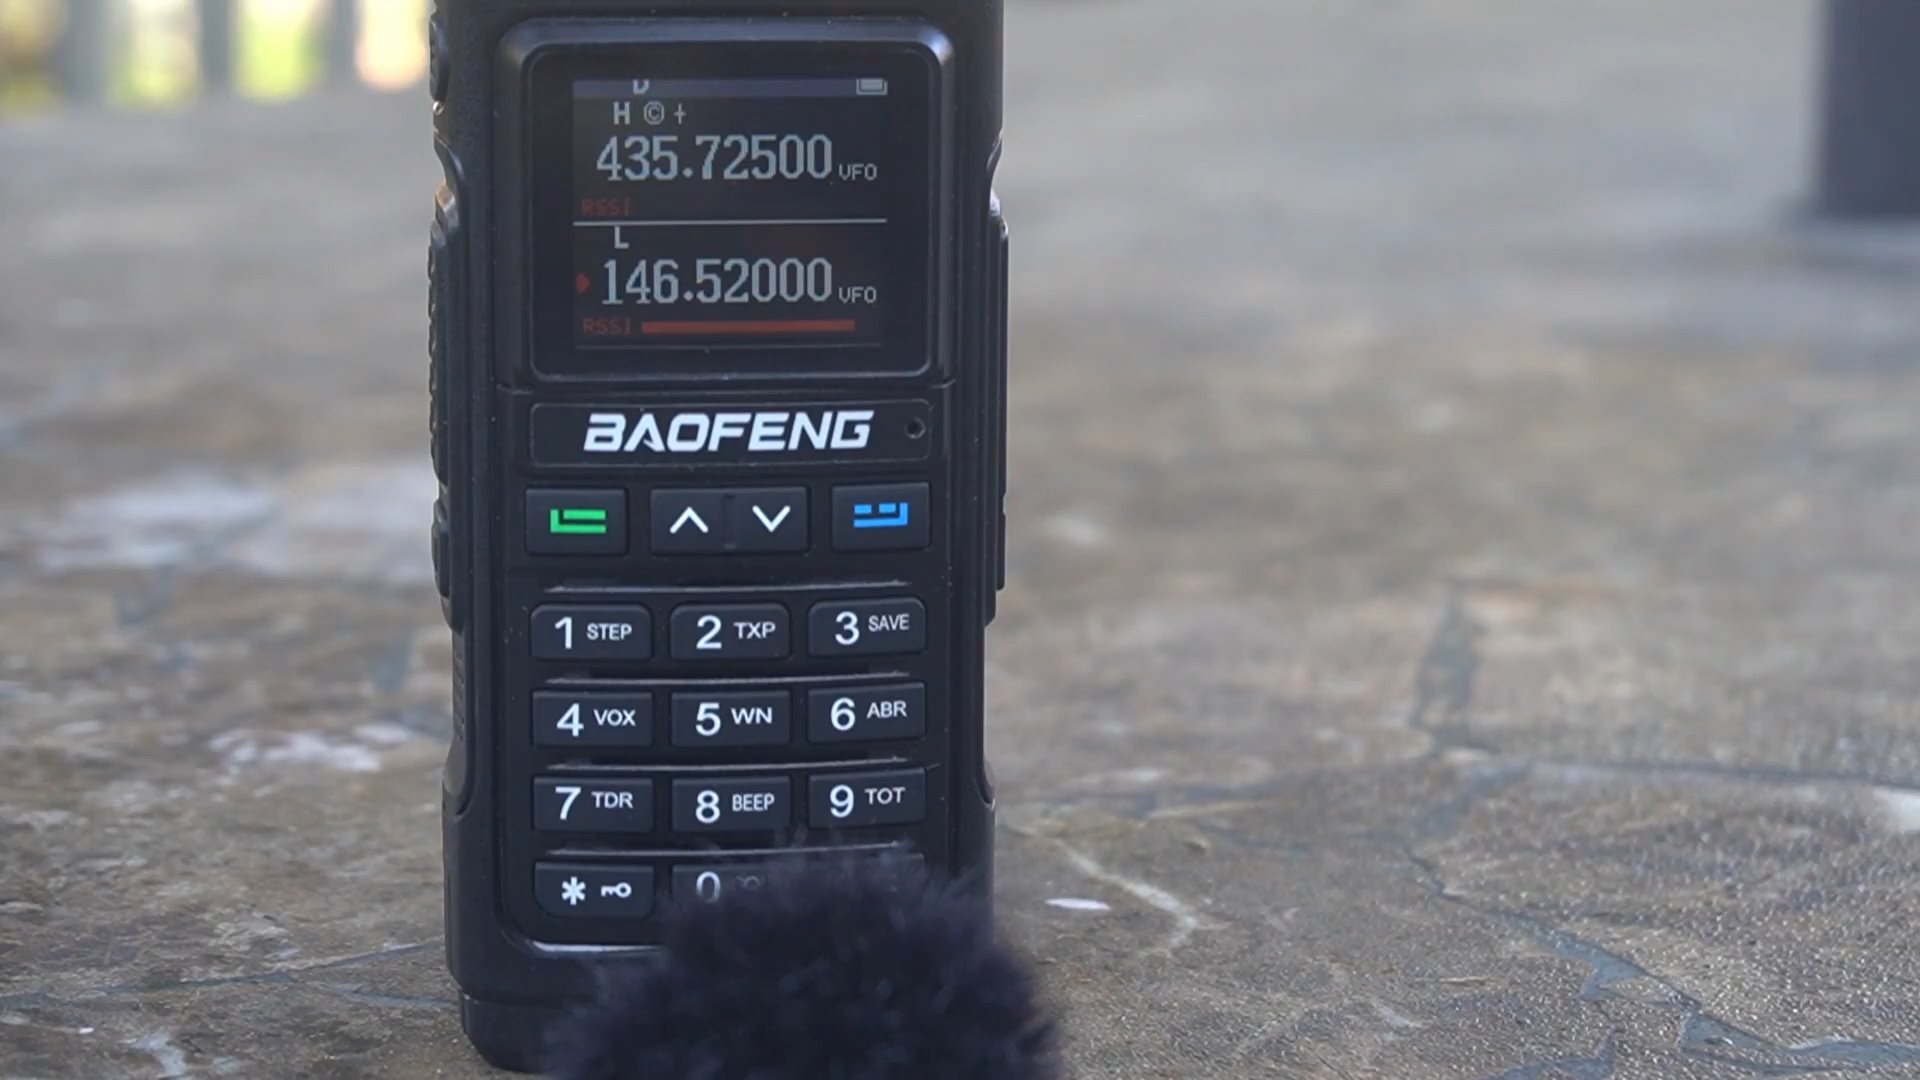 D
H © +
435.72500 VFO
RSSI
L
146.52000 VFO
RSSI
BAOFENG
1 STEP 2 TXP 3 SAVE
4 VOX 5 WN 6 ABR
7 TDR 8 BEEP 9 TOT
* 0